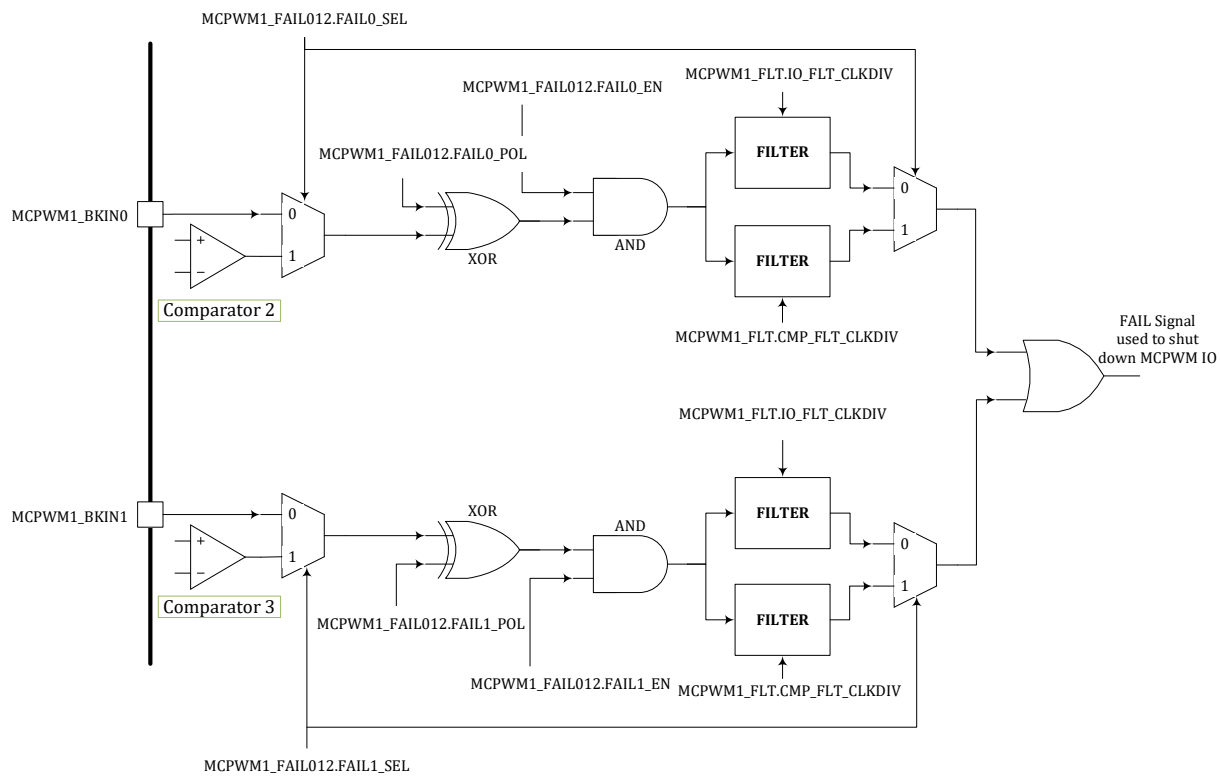 MCPWM1_FAIL012.FAIL0_SEL
MCPWM1_FLT.IO_FLT_CLKDIV
MCPWM1_FAIL012.FAIL0_EN
MCPWM1_FAIL012.FAIL0_POL
FILTER
0
MCPWM1_BKIN0
0
+
1
−
AND
XOR
1
FILTER
Comparator 2
MCPWM1_FLT.CMP_FLT_CLKDIV
FAIL Signal
used to shut
down MCPWM IO
MCPWM1_FLT.IO_FLT_CLKDIV
MCPWM1_BKIN1
0
XOR
AND
FILTER
0
+
1
−
1
Comparator 3
FILTER
MCPWM1_FAIL012.FAIL1_POL
MCPWM1_FAIL012.FAIL1_EN
MCPWM1_FLT.CMP_FLT_CLKDIV
MCPWM1_FAIL012.FAIL1_SEL